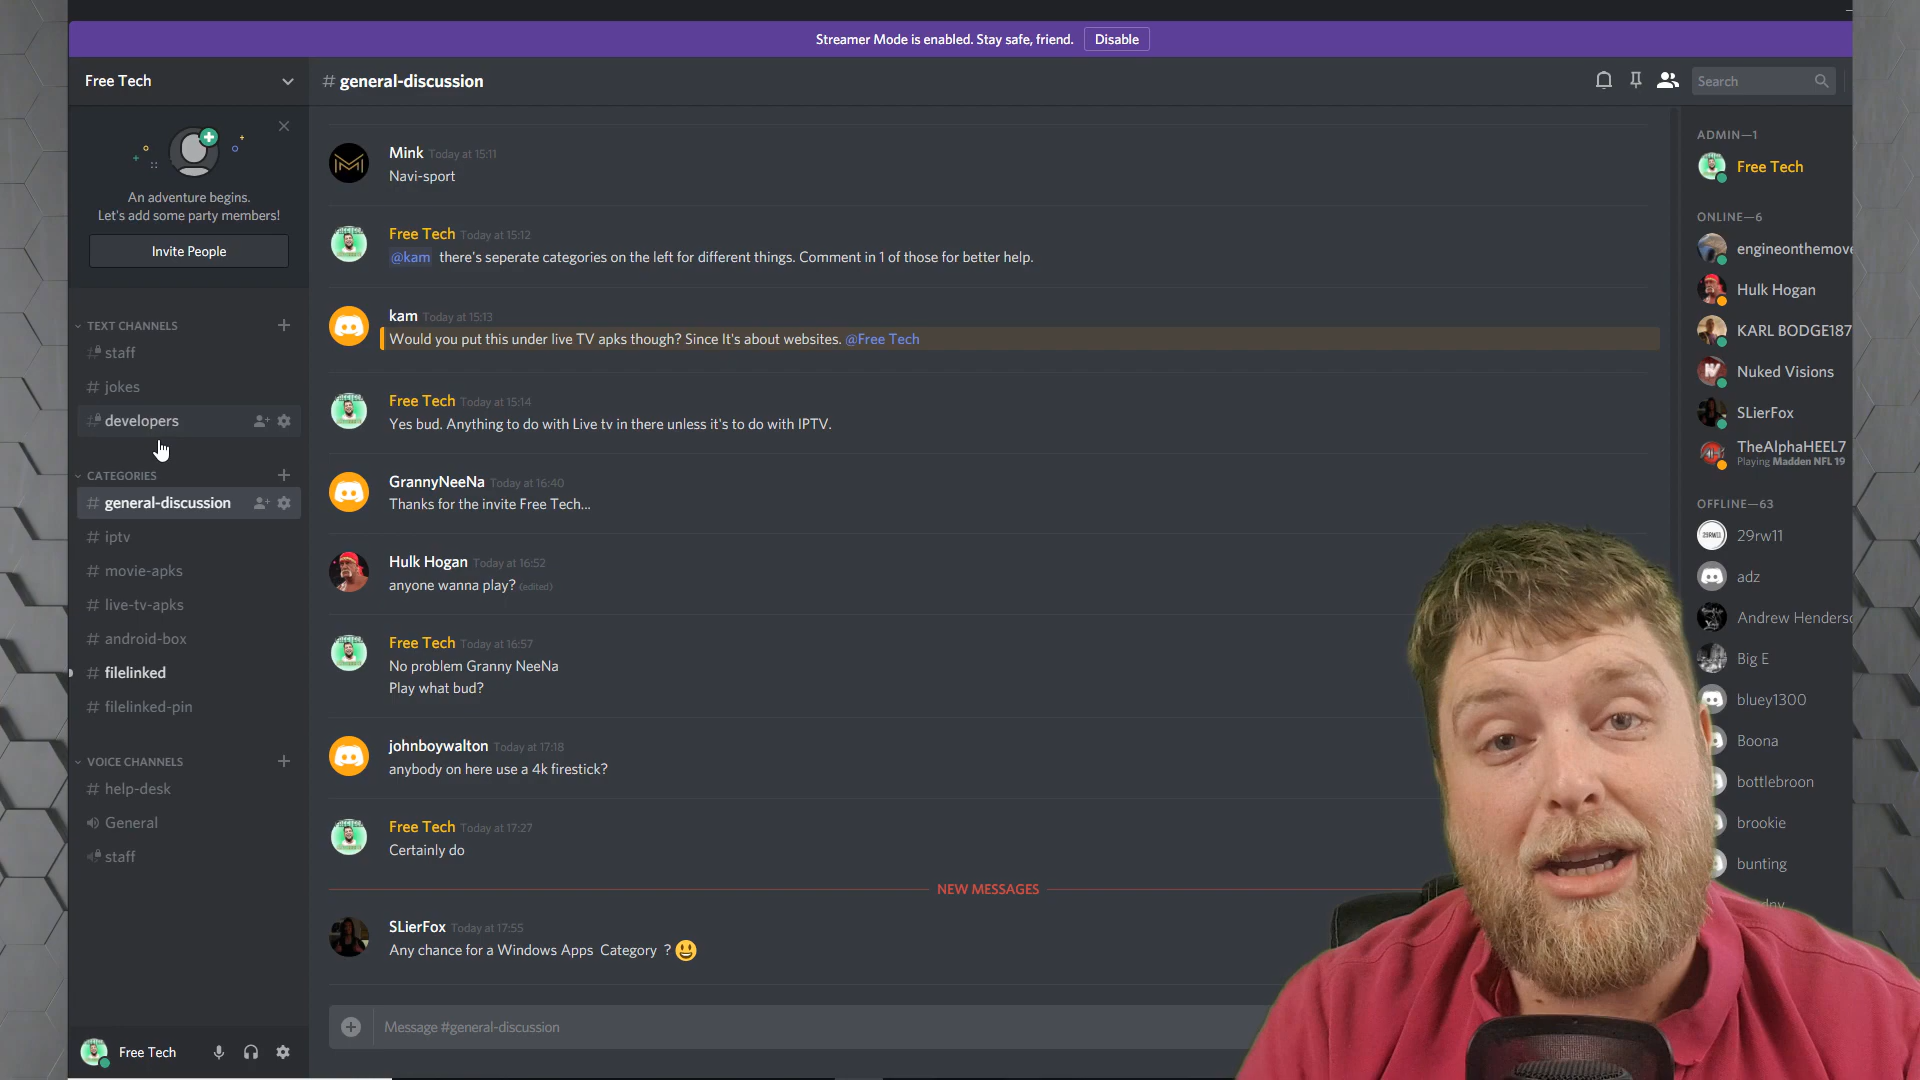 Streamer Mode is enabled. Stay safe, friend. Disable
Free Tech
# general-discussion
Search
An adventure begins.
Let's add some party members!
Invite People
TEXT CHANNELS
staff
# jokes
developers
CATEGORIES
# general-discussion
# iptv
# movie-apks
# live-tv-apks
# android-box
# filelinked
# filelinked-pin
VOICE CHANNELS
# help-desk
General
staff
Free Tech
Mink Today at 15:11
Navi-sport
Free Tech Today at 15:12
@kam there's seperate categories on the left for different things. Comment in 1 of those for better help.
kam Today at 15:13
Would you put this under live TV apks though? Since It's about websites. @Free Tech
Free Tech Today at 15:14
Yes bud. Anything to do with Live tv in there unless it's to do with IPTV.
GrannyNeeNa Today at 16:40
Thanks for the invite Free Tech...
Hulk Hogan Today at 16:52
anyone wanna play? (edited)
Free Tech Today at 16:57
No problem Granny NeeNa
Play what bud?
johnboywalton Today at 17:18
anybody on here use a 4k firestick?
Free Tech Today at 17:27
Certainly do
NEW MESSAGES
SLierFox Today at 17:55
Any chance for a Windows Apps Category ? 😃
Message #general-discussion
ADMIN—1
Free Tech
ONLINE—6
engineonthemove
Hulk Hogan
KARL BODGE187
Nuked Visions
SLierFox
TheAlphaHEEL7
Playing Madden NFL 19
OFFLINE—63
29rw11
adz
Andrew Henderso
Big E
bluey1300
Boona
bottlebroon
brookie
bunting